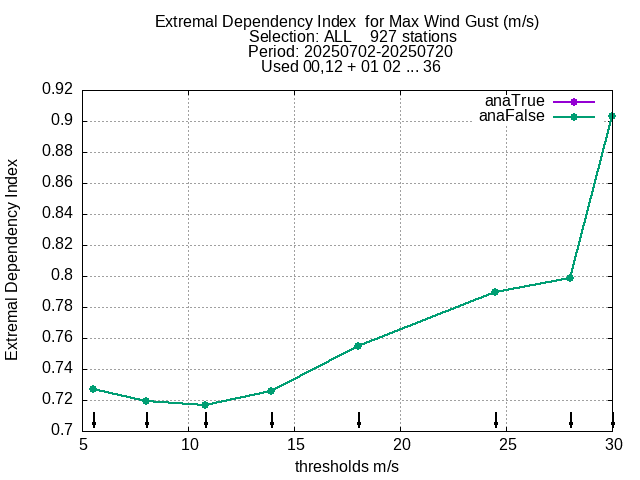 Extremal Dependency Index  for Max Wind Gust (m/s)
Selection: ALL    927 stations
Period: 20250702-20250720
Used 00,12 + 01 02 ... 36
anaTrue
anaFalse
0.92
0.9
0.88
0.86
0.84
0.82
0.8
0.78
0.76
0.74
0.72
0.7
Extremal Dependency Index
5 10 15 20 25 30
thresholds m/s